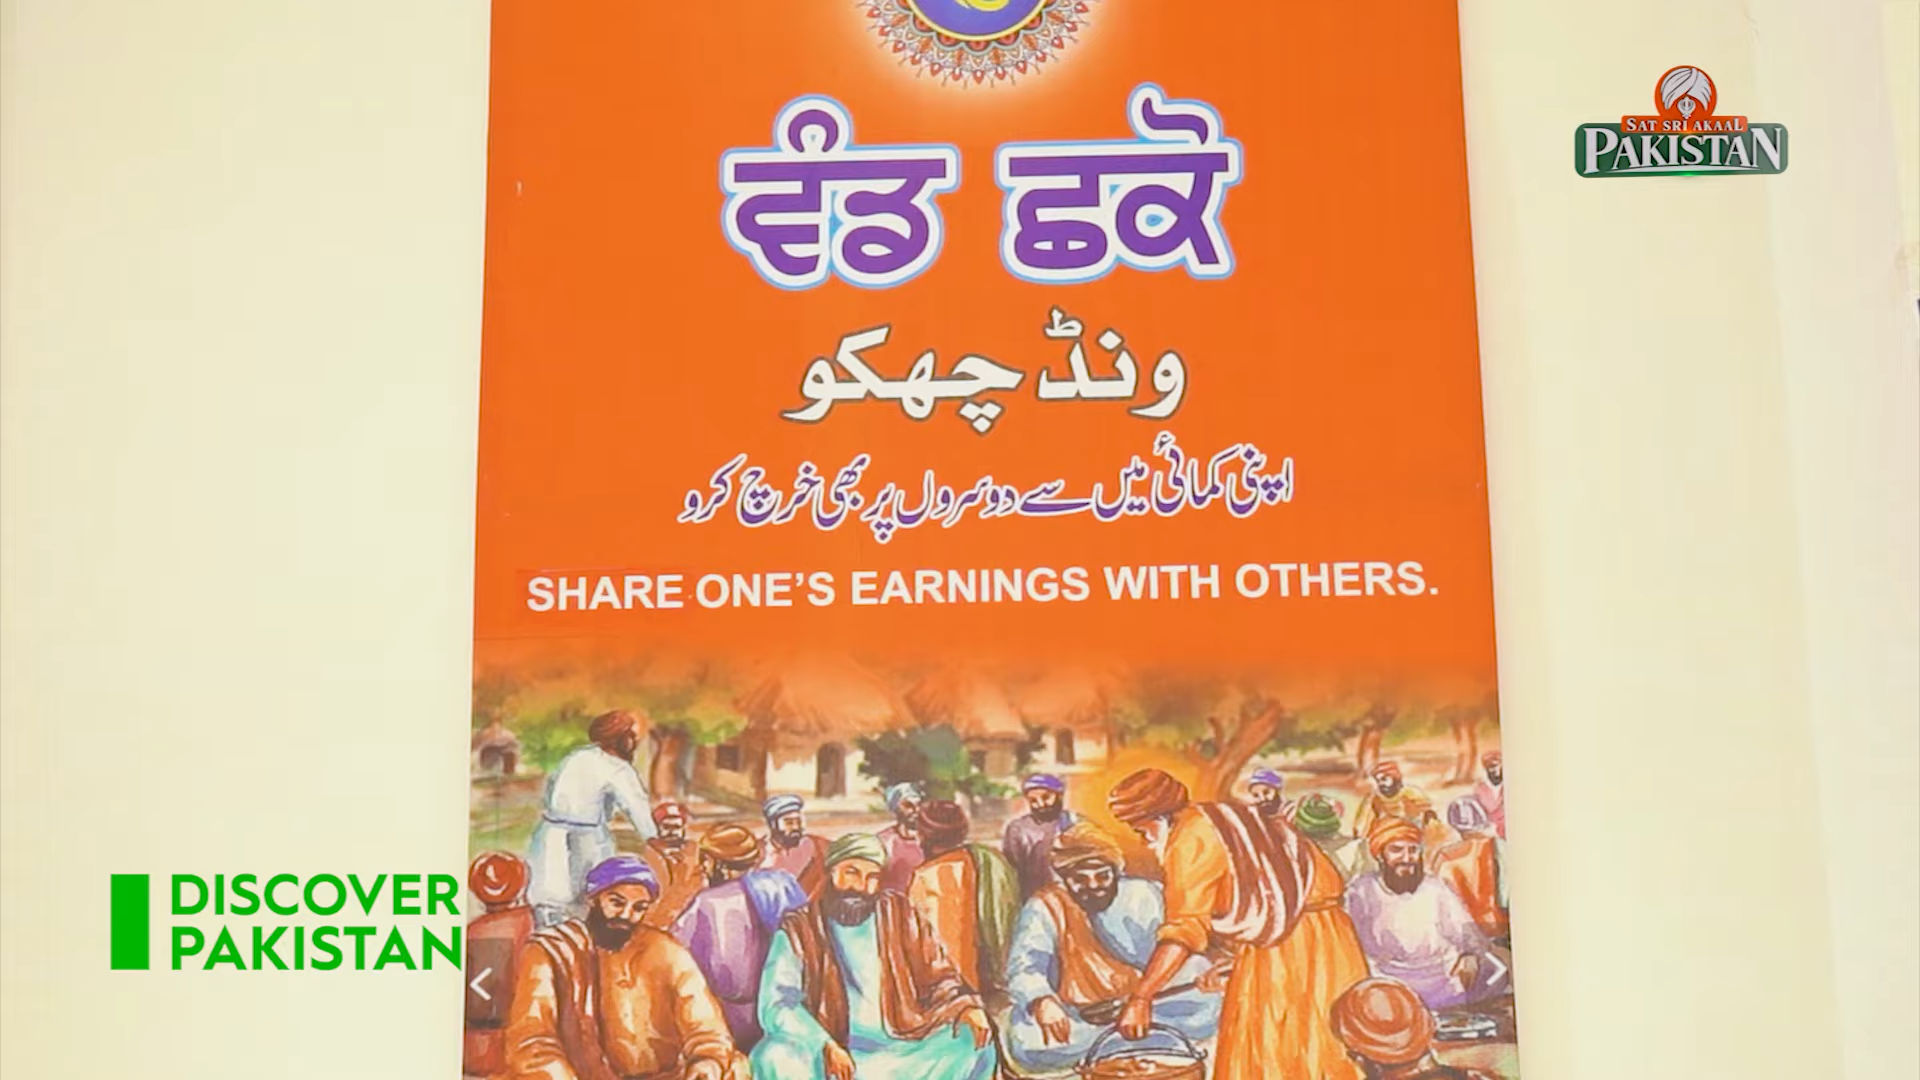 ਵੰਡ ਛਕੋ
ونڈ چھکو
اپنی کمائی میں سے دوسروں پر بھی خرچ کرو
SHARE ONE'S EARNINGS WITH OTHERS.
SAT SRI AKAAL
PAKISTAN
DISCOVER
PAKISTAN